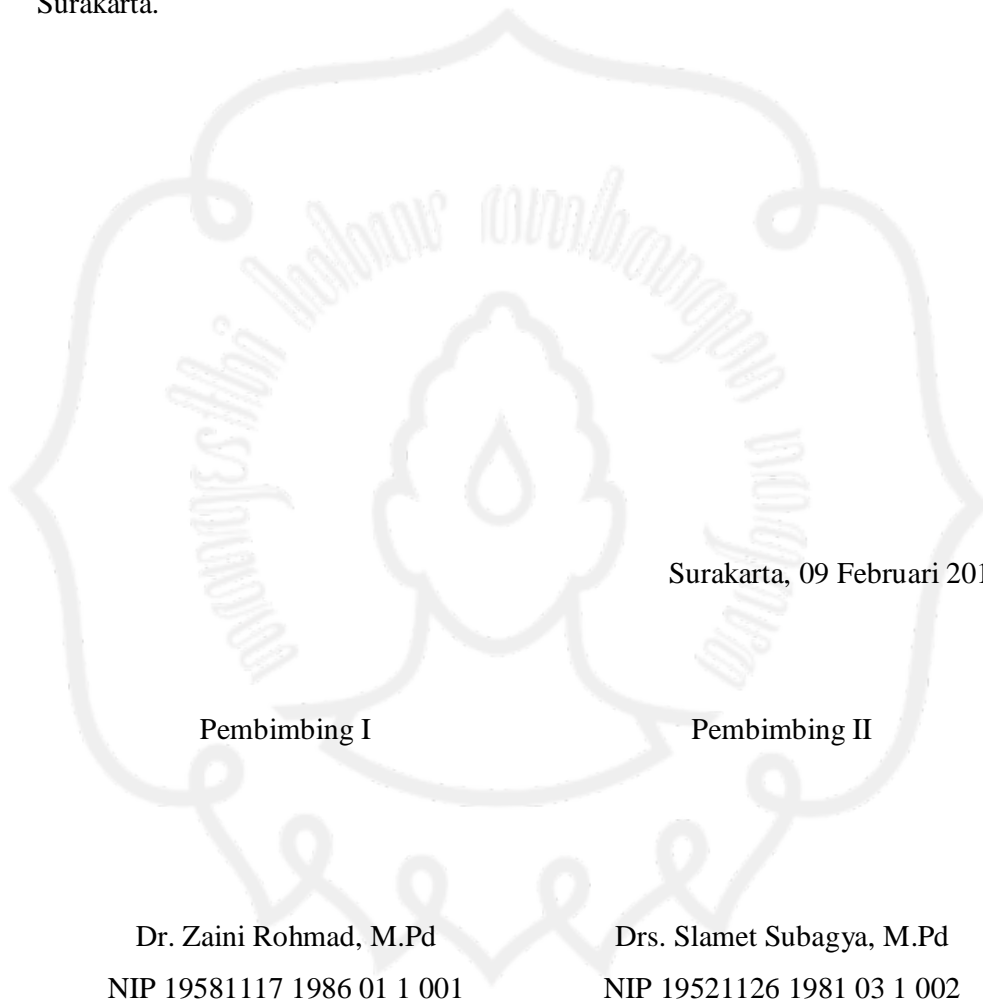 Surakarta.
Surakarta, 09 Februari 201
Pembimbing I Pembimbing II
Dr. Zaini Rohmad, M.Pd Drs. Slamet Subagya, M.Pd
NIP 19581117 1986 01 1 001 NIP 19521126 1981 03 1 002